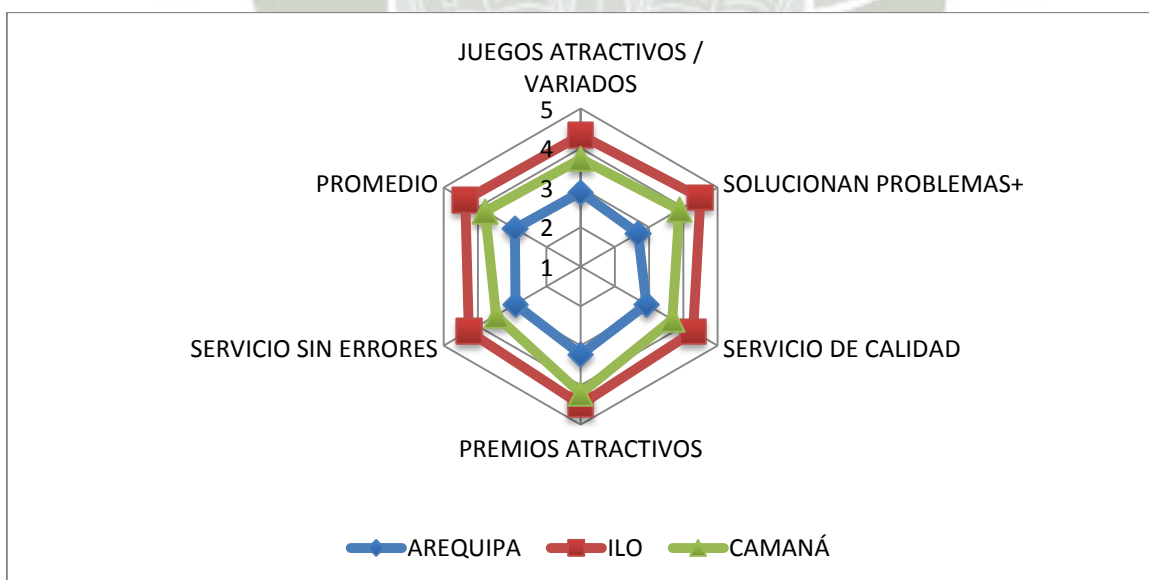 JUEGOS ATRACTIVOS /
VARIADOS
5
4
3
2
1
PROMEDIO
SOLUCIONAN PROBLEMAS+
SERVICIO SIN ERRORES
SERVICIO DE CALIDAD
PREMIOS ATRACTIVOS
AREQUIPA
ILO
CAMANÁ